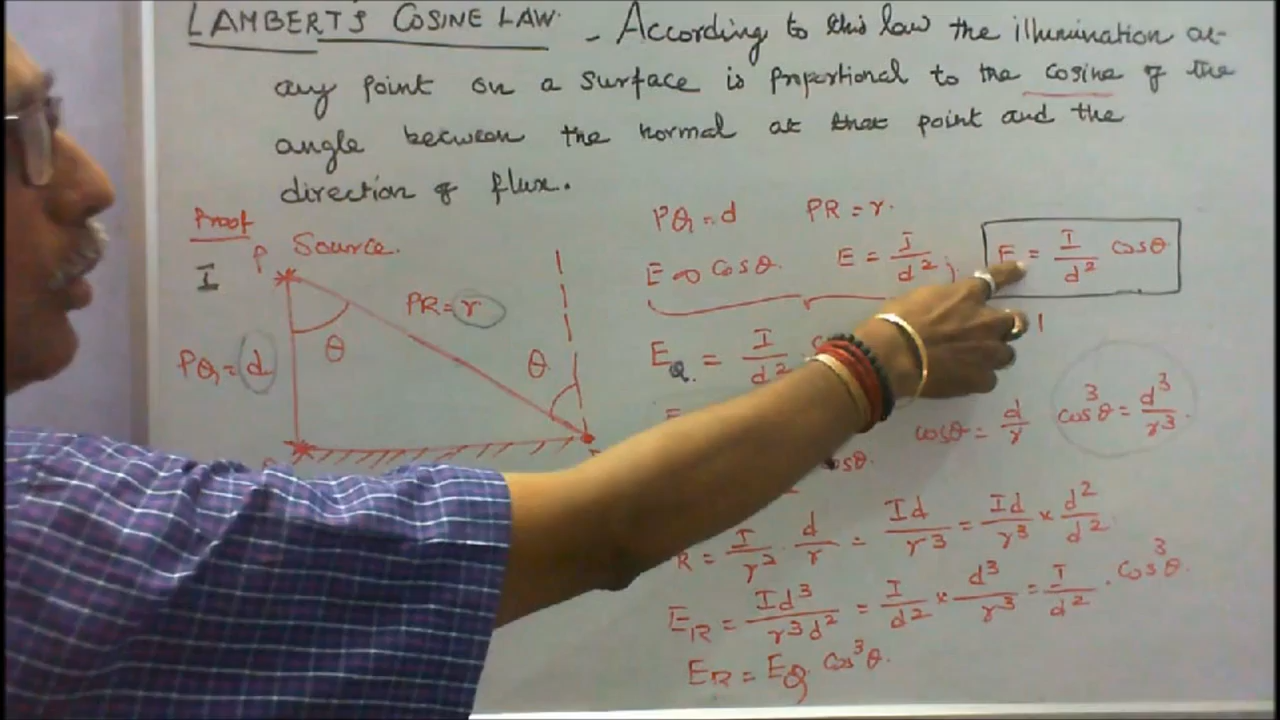 LAMBERT'S COSINE LAW. - According to this law the illumination at
any point on a surface is proportional to the cosine of the
angle between the normal at that point and the
direction of flux.
Proof
I
P Source.
PR = r
PQ = d
θ
θ
PQ = d PR = r.
E ∞ cosθ. E = I/d² ; E = I/d² cosθ
E_Q = I/d²
cosθ = d/r cos³θ = d³/r³.
cosθ.
R = I/r² · d/r = Id/r³ = Id/r³ × d²/d²
E_R = Id³/r³d² = I/d² × d³/r³ = I/d² . cos³θ.
E_R = E_Q cos³θ.